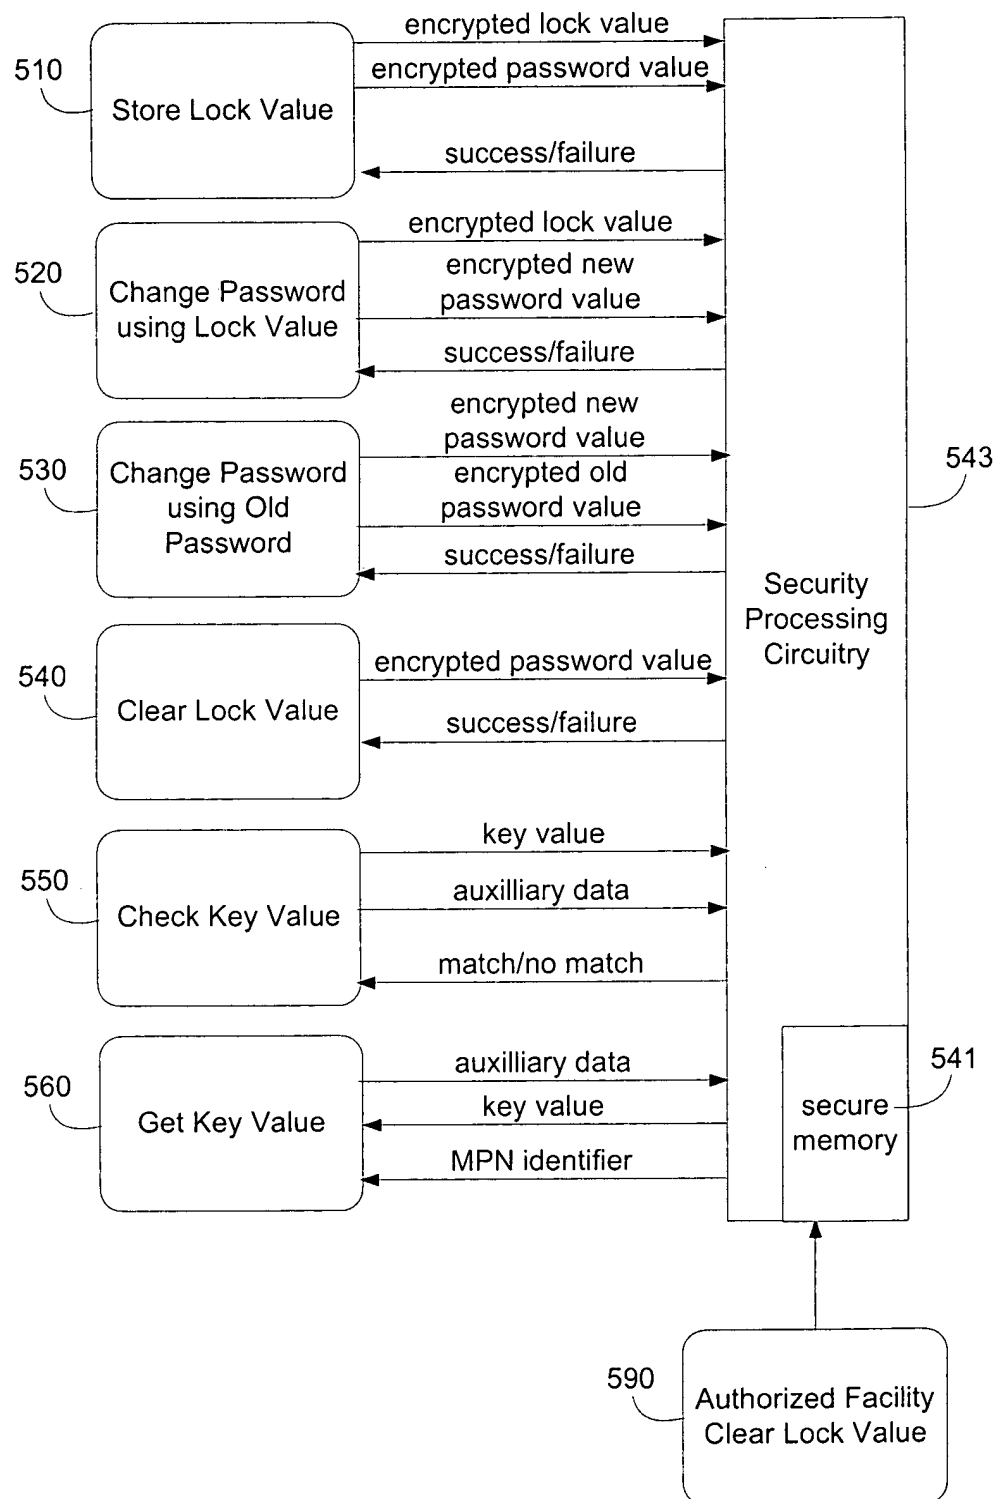 encrypted lock value
510
encrypted password value
Store Lock Value
success/failure
encrypted lock value
520
encrypted new
password value
Change Password
using Lock Value
success/failure
encrypted new
password value
530
Change Password
using Old
Password
encrypted old
password value
success/failure
543
Security
Processing
Circuitry
540
encrypted password value
Clear Lock Value
success/failure
key value
550
auxilliary data
Check Key Value
match/no match
auxilliary data
560
key value
Get Key Value
MPN identifier
541
secure
memory
590
Authorized Facility
Clear Lock Value